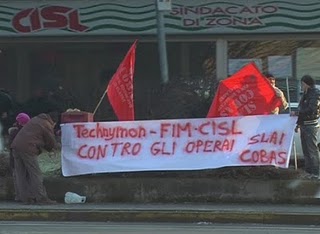 CISL
SINDACATO
DI ZONA
Technymon - FIM-CISL
CONTRO GLI OPERAI
SLAI
COBAS